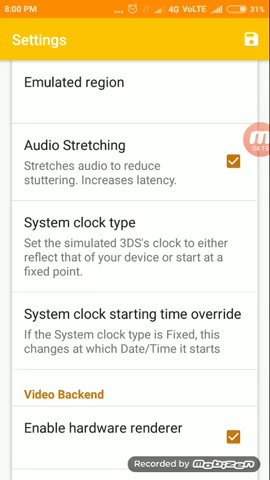 8:00 PM ... 4G VoLTE 31%
Settings
Emulated region
Audio Stretching
Stretches audio to reduce
stuttering. Increases latency.
04:19
System clock type
Set the simulated 3DS's clock to either
reflect that of your device or start at a
fixed point.
System clock starting time override
If the System clock type is Fixed, this
changes at which Date/Time it starts
Video Backend
Enable hardware renderer
Recorded by mobizen